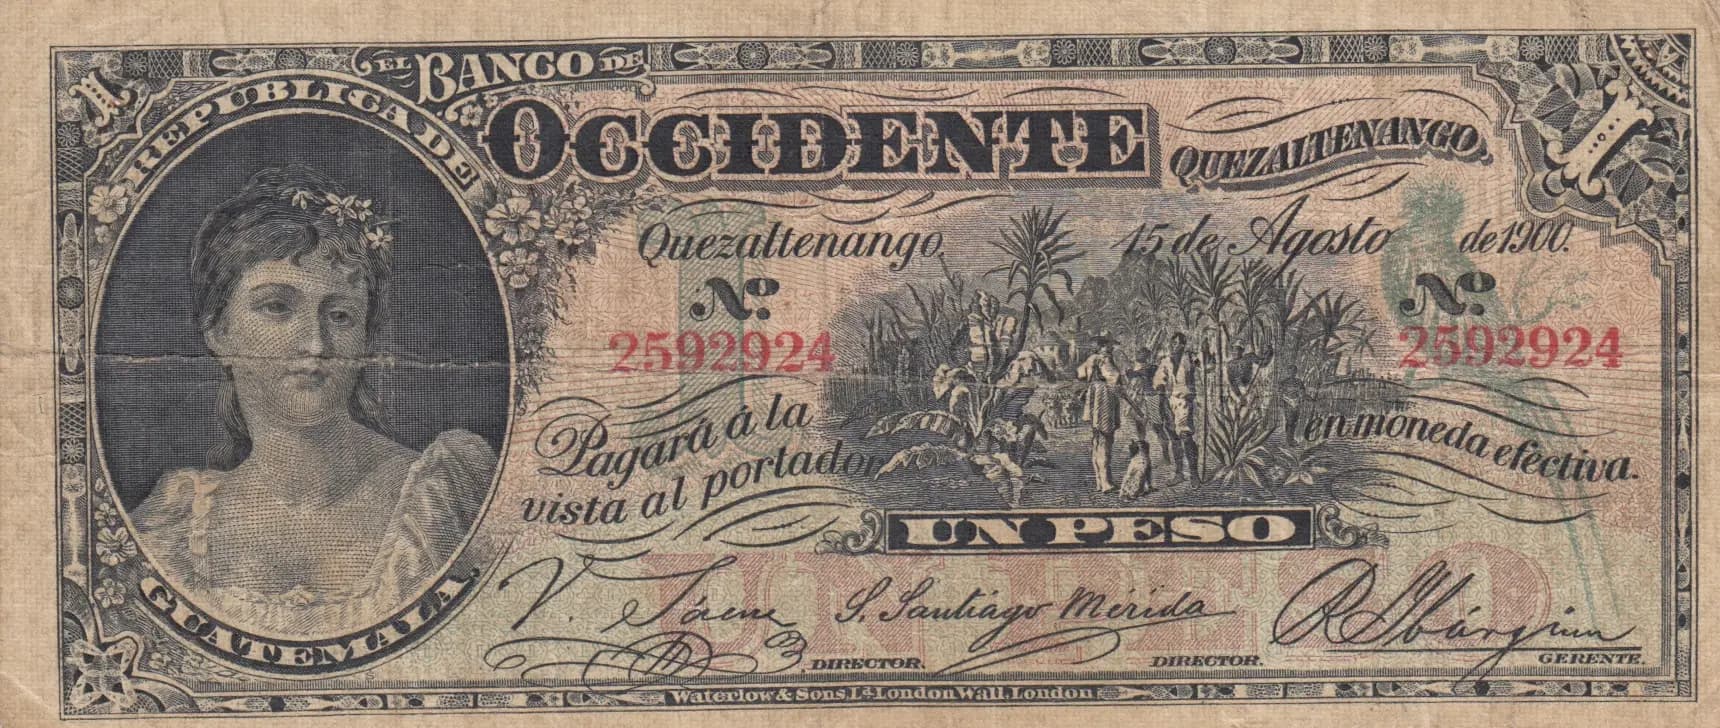 1
EL BANCO DE
OCCIDENTE
QUEZALTENANGO.
1
REPUBLICA DE
GUATEMALA
Quezaltenango, 15 de Agosto de 1900.
No. No.
2592924 2592924
Pagará á la
vista al portador
en moneda efectiva.
UN PESO
UN PESO
V. Sáenz S. Santiágo Mérida
DIRECTOR. DIRECTOR. GERENTE.
Waterlow & Sons Ld London Wall, London